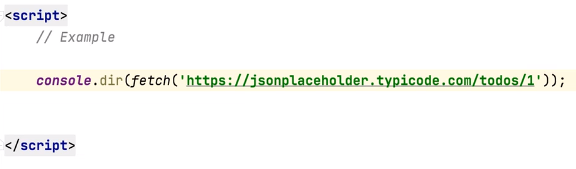 <script>
// Example
console.dir(fetch('https://jsonplaceholder.typicode.com/todos/1'));
</script>